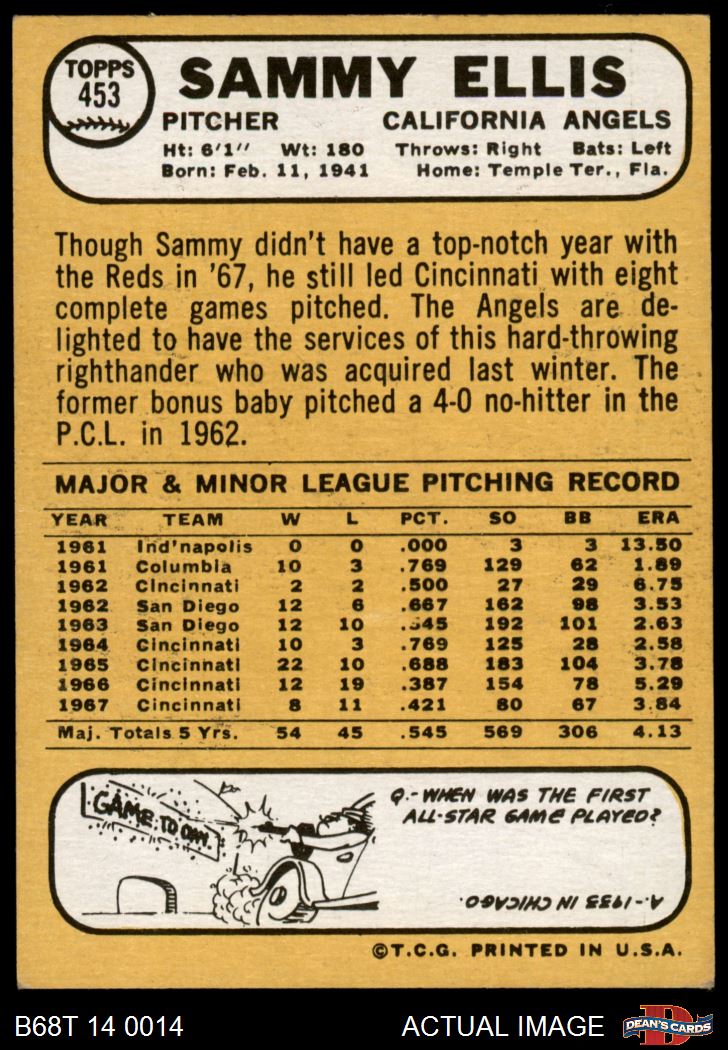 TOPPS
453
SAMMY ELLIS
PITCHER CALIFORNIA ANGELS
Ht: 6'1'' Wt: 180 Throws: Right Bats: Left
Born: Feb. 11, 1941 Home: Temple Ter., Fla.
Though Sammy didn't have a top-notch year with
the Reds in '67, he still led Cincinnati with eight
complete games pitched. The Angels are de-
lighted to have the services of this hard-throwing
righthander who was acquired last winter. The
former bonus baby pitched a 4-0 no-hitter in the
P.C.L. in 1962.
MAJOR & MINOR LEAGUE PITCHING RECORD
YEAR TEAM W L PCT. SO BB ERA
1961 Ind'napolis 0 0 .000 3 3 13.50
1961 Columbia 10 3 .769 129 62 1.89
1962 Cincinnati 2 2 .500 27 29 6.75
1962 San Diego 12 6 .667 162 98 3.53
1963 San Diego 12 10 .545 192 101 2.63
1964 Cincinnati 10 3 .769 125 28 2.58
1965 Cincinnati 22 10 .688 183 104 3.78
1966 Cincinnati 12 19 .387 154 78 5.29
1967 Cincinnati 8 11 .421 80 67 3.84
Maj. Totals 5 Yrs. 54 45 .545 569 306 4.13
GAME TODAY
Q.-WHEN WAS THE FIRST
ALL-STAR GAME PLAYED?
A-1933 IN CHICAGO.
©T.C.G. PRINTED IN U.S.A.
B68T 14 0014 ACTUAL IMAGE
D
DEAN'S CARDS